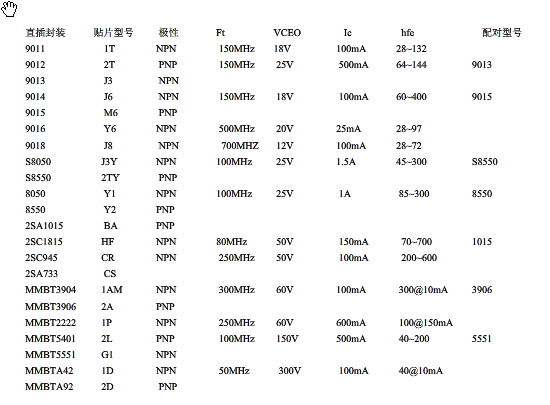 直插封装 贴片型号 极性 Ft VCEO Ic hfe 配对型号
9011 1T NPN 150MHz 18V 100mA 28~132
9012 2T PNP 150MHz 25V 500mA 64~144 9013
9013 J3 NPN
9014 J6 NPN 150MHz 18V 100mA 60~400 9015
9015 M6 PNP
9016 Y6 NPN 500MHz 20V 25mA 28~97
9018 J8 NPN 700MHZ 12V 100mA 28~72
S8050 J3Y NPN 100MHz 25V 1.5A 45~300 S8550
S8550 2TY PNP
8050 Y1 NPN 100MHz 25V 1A 85~300 8550
8550 Y2 PNP
2SA1015 BA PNP
2SC1815 HF NPN 80MHz 50V 150mA 70~700 1015
2SC945 CR NPN 250MHz 50V 100mA 200~600
2SA733 CS
MMBT3904 1AM NPN 300MHz 60V 100mA 300@10mA 3906
MMBT3906 2A PNP
MMBT2222 1P NPN 250MHz 60V 600mA 100@150mA
MMBT5401 2L PNP 100MHz 150V 500mA 40~200 5551
MMBT5551 G1 NPN
MMBTA42 1D NPN 50MHz 300V 100mA 40@10mA
MMBTA92 2D PNP